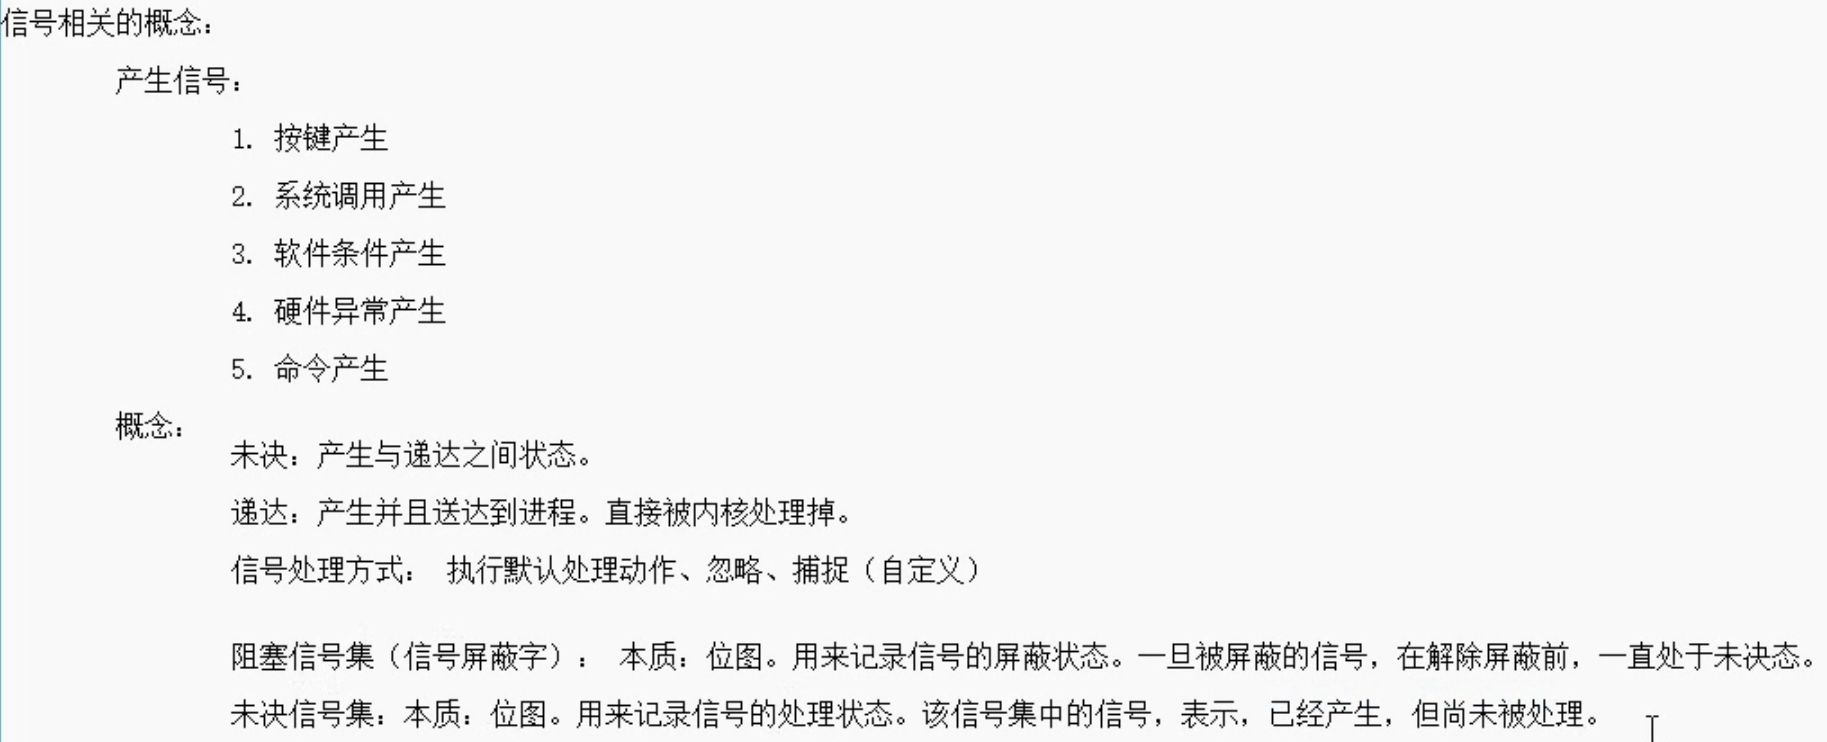 信号相关的概念：
产生信号：
1. 按键产生
2. 系统调用产生
3. 软件条件产生
4. 硬件异常产生
5. 命令产生
概念：
未决：产生与递达之间状态。
递达：产生并且送达到进程。直接被内核处理掉。
信号处理方式： 执行默认处理动作、忽略、捕捉（自定义）
阻塞信号集（信号屏蔽字）： 本质：位图。用来记录信号的屏蔽状态。一旦被屏蔽的信号，在解除屏蔽前，一直处于未决态。
未决信号集：本质：位图。用来记录信号的处理状态。该信号集中的信号，表示，已经产生，但尚未被处理。